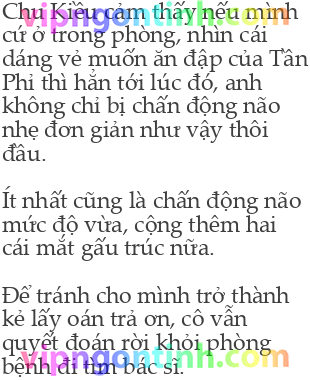 Chu Kiều cảm thấy nếu mình
cứ ở trong phòng, nhìn cái
dáng vẻ muốn ăn đập của Tần
Phỉ thì hẳn tới lúc đó, anh
không chỉ bị chấn động não
nhẹ đơn giản như vậy thôi
đâu.
Ít nhất cũng là chấn động não
mức độ vừa, cộng thêm hai
cái mắt gấu trúc nữa.
Để tránh cho mình trở thành
kẻ lấy oán trả ơn, cô vẫn
quyết đoán rời khỏi phòng
bệnh đi tìm bác sĩ.
vipngontinh.com
vipngontinh.com